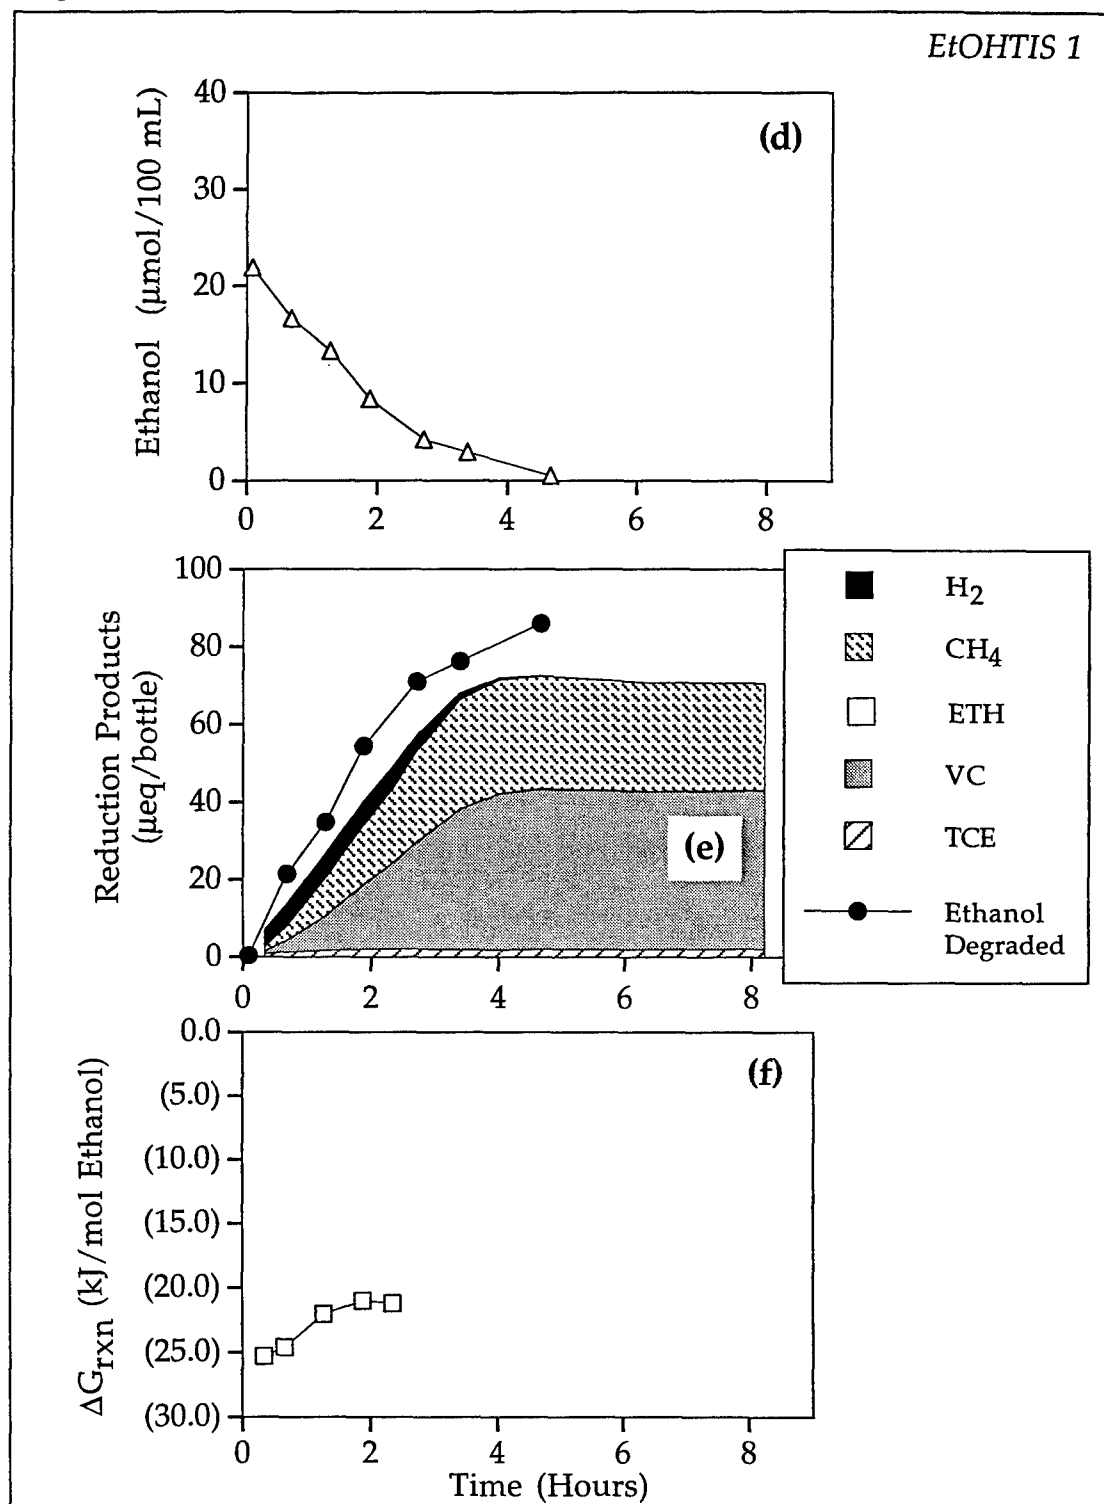 EtOHTIS 1
40
(d)
30
20
10
0
Ethanol (µmol/100 mL)
0 2 4 6 8
100
80
60
40
20
0
Reduction Products
(µeq/bottle)
(e)
0 2 4 6 8
H2
CH4
ETH
VC
TCE
Ethanol
Degraded
0.0
(f)
(5.0)
(10.0)
(15.0)
(20.0)
(25.0)
(30.0)
ΔGrxn (kJ/mol Ethanol)
0 2 4 6 8
Time (Hours)